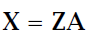 X = ZA